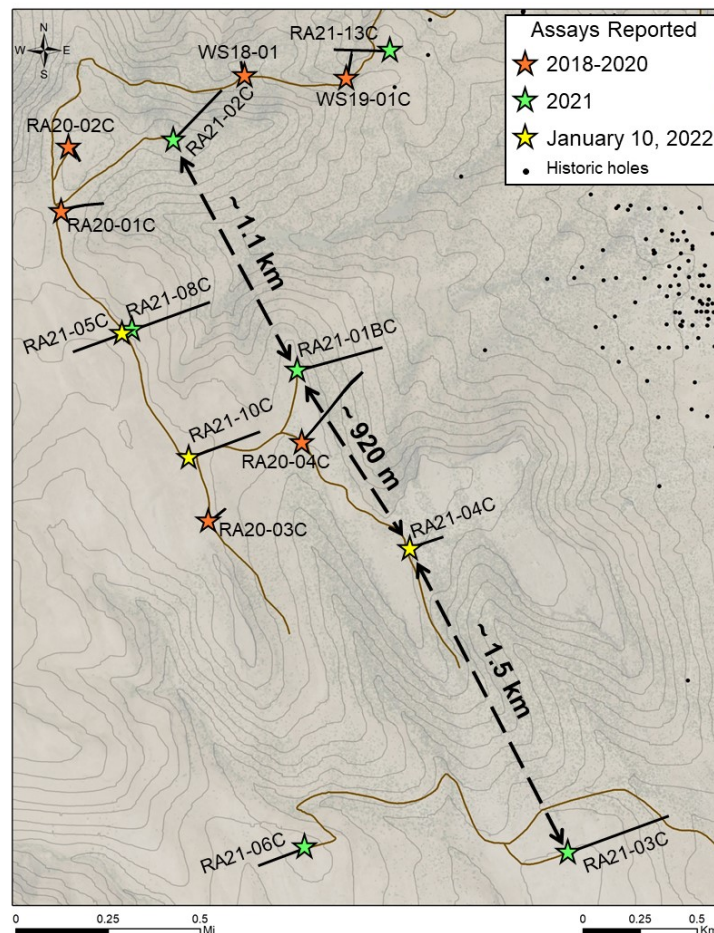 N
W E
S
Assays Reported
2018-2020
2021
January 10, 2022
Historic holes
RA21-13C
WS18-01
WS19-01C
RA21-02C
RA20-02C
RA20-01C
~ 1.1 km
RA21-08C
RA21-05C
RA21-01BC
RA21-10C
RA20-04C
~ 920 m
RA20-03C
RA21-04C
~ 1.5 km
RA21-06C
RA21-03C
0 0.25 0.5
Mi
0 0.25 0.5
Km